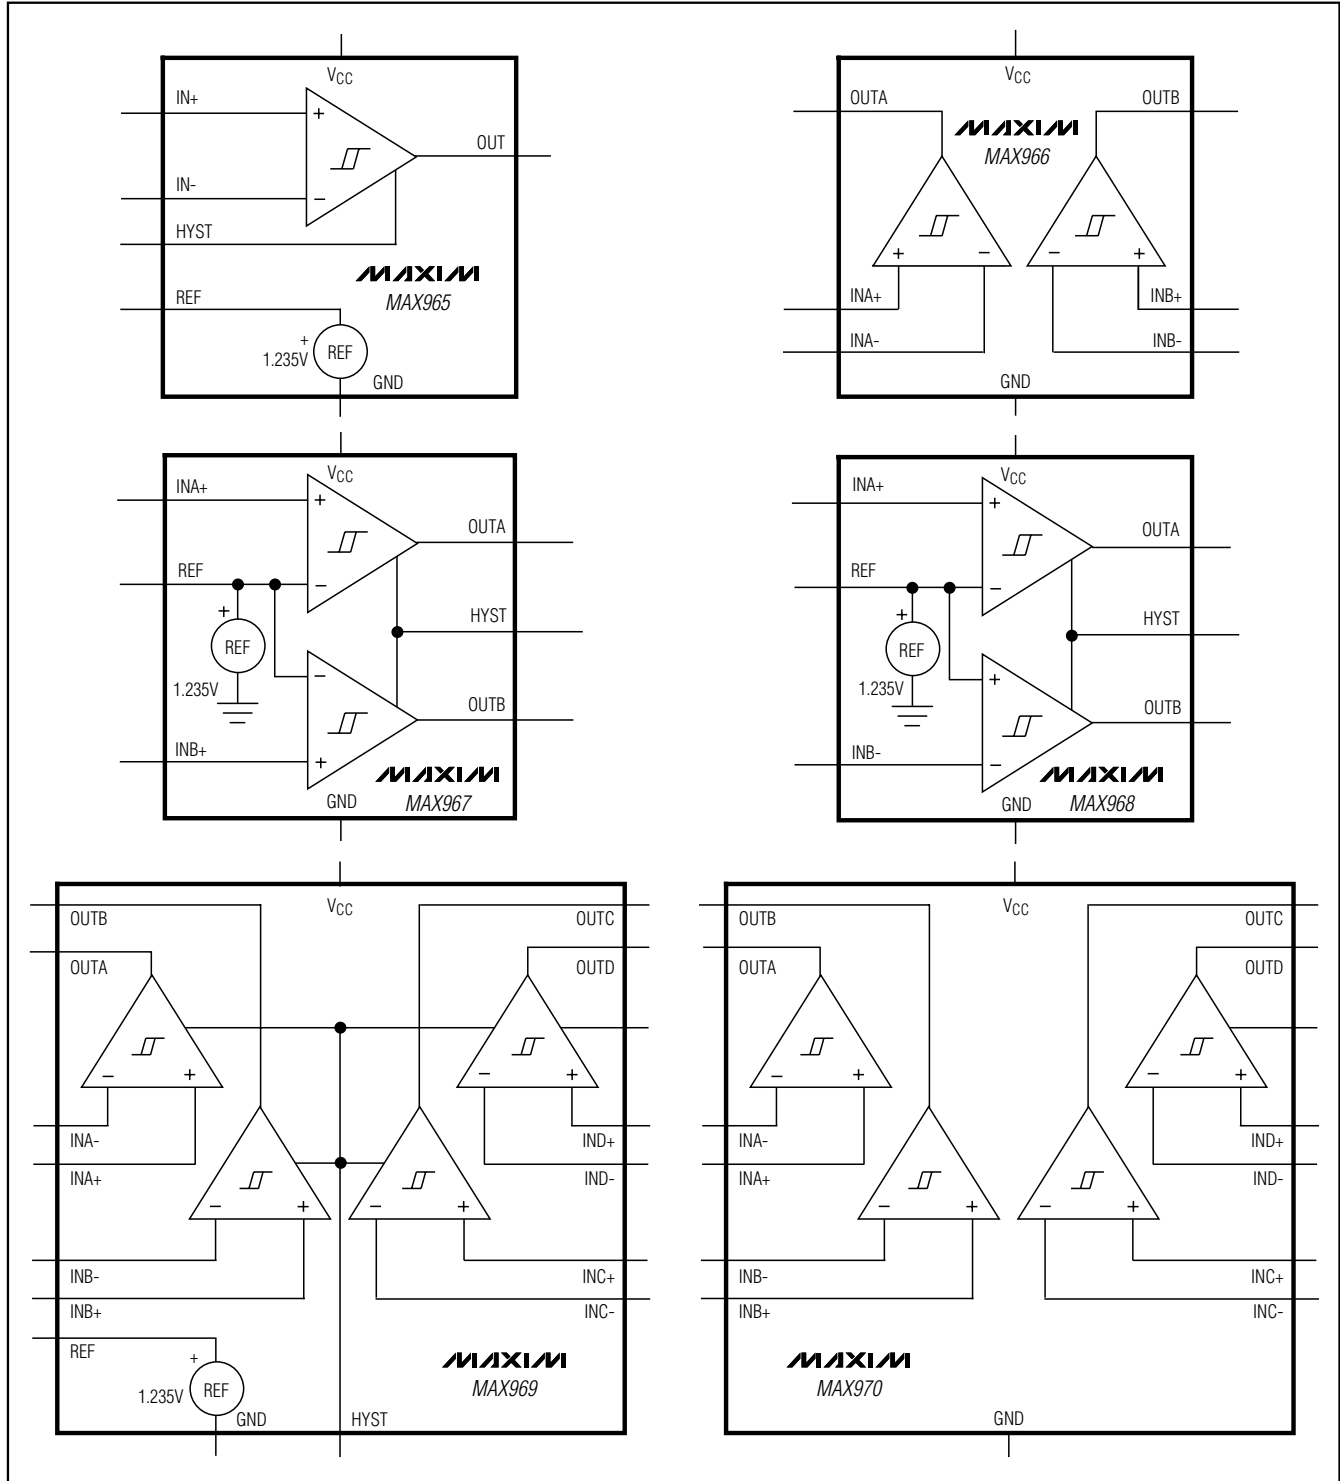 VCC
IN+
+
OUT
IN-
−
HYST
MAXIM
MAX965
REF
+
1.235V
REF
GND
VCC
OUTA
OUTB
MAXIM
MAX966
+
−
−
+
INA+
INB+
INA-
INB-
GND
VCC
INA+
+
OUTA
REF
−
+
HYST
REF
−
1.235V
OUTB
INB+
+
MAXIM
GND
MAX967
VCC
INA+
+
OUTA
REF
−
+
HYST
REF
+
1.235V
OUTB
INB-
−
MAXIM
GND
MAX968
VCC
OUTB
OUTC
OUTA
OUTD
−
+
−
+
INA-
IND+
INA+
IND-
−
+
−
+
INB-
INC+
INB+
INC-
REF
+
MAXIM
1.235V
REF
MAX969
GND
HYST
VCC
OUTB
OUTC
OUTA
OUTD
−
+
−
+
INA-
IND+
INA+
IND-
−
+
−
+
INB-
INC+
INB+
INC-
MAXIM
MAX970
GND